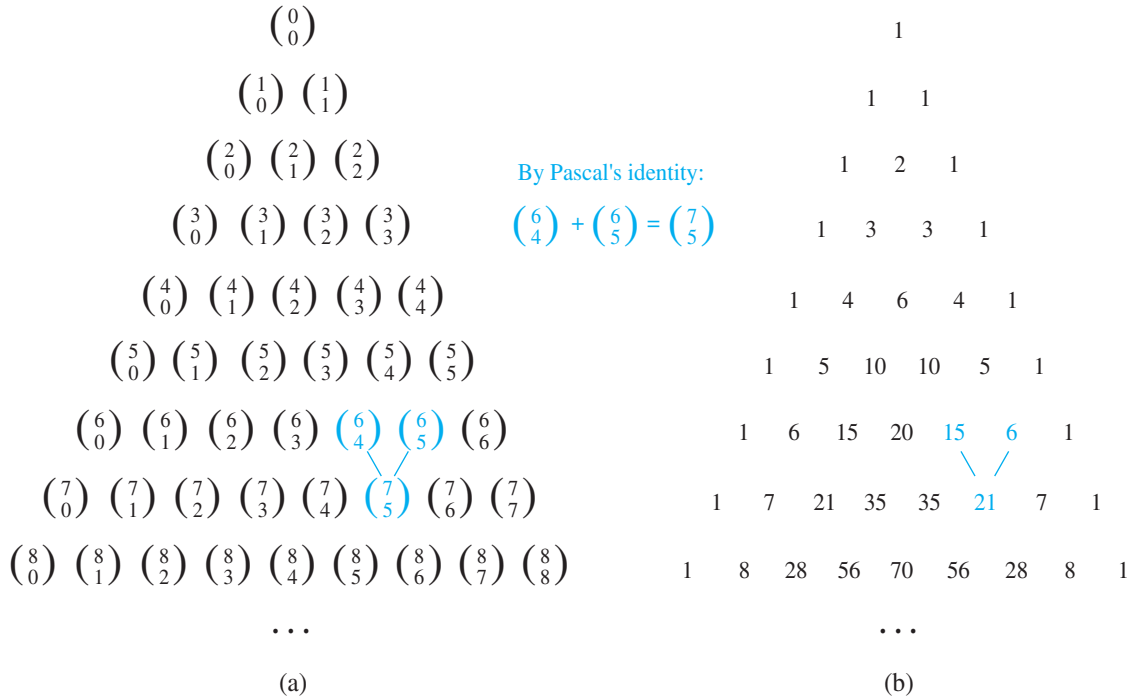 (0 0)
(1 0) (1 1)
(2 0) (2 1) (2 2)
(3 0) (3 1) (3 2) (3 3)
(4 0) (4 1) (4 2) (4 3) (4 4)
(5 0) (5 1) (5 2) (5 3) (5 4) (5 5)
(6 0) (6 1) (6 2) (6 3) (6 4) (6 5) (6 6)
(7 0) (7 1) (7 2) (7 3) (7 4) (7 5) (7 6) (7 7)
(8 0) (8 1) (8 2) (8 3) (8 4) (8 5) (8 6) (8 7) (8 8)
...
(a)
By Pascal's identity:
(6 4) + (6 5) = (7 5)
1
1 1
1 2 1
1 3 3 1
1 4 6 4 1
1 5 10 10 5 1
1 6 15 20 15 6 1
1 7 21 35 35 21 7 1
1 8 28 56 70 56 28 8 1
...
(b)